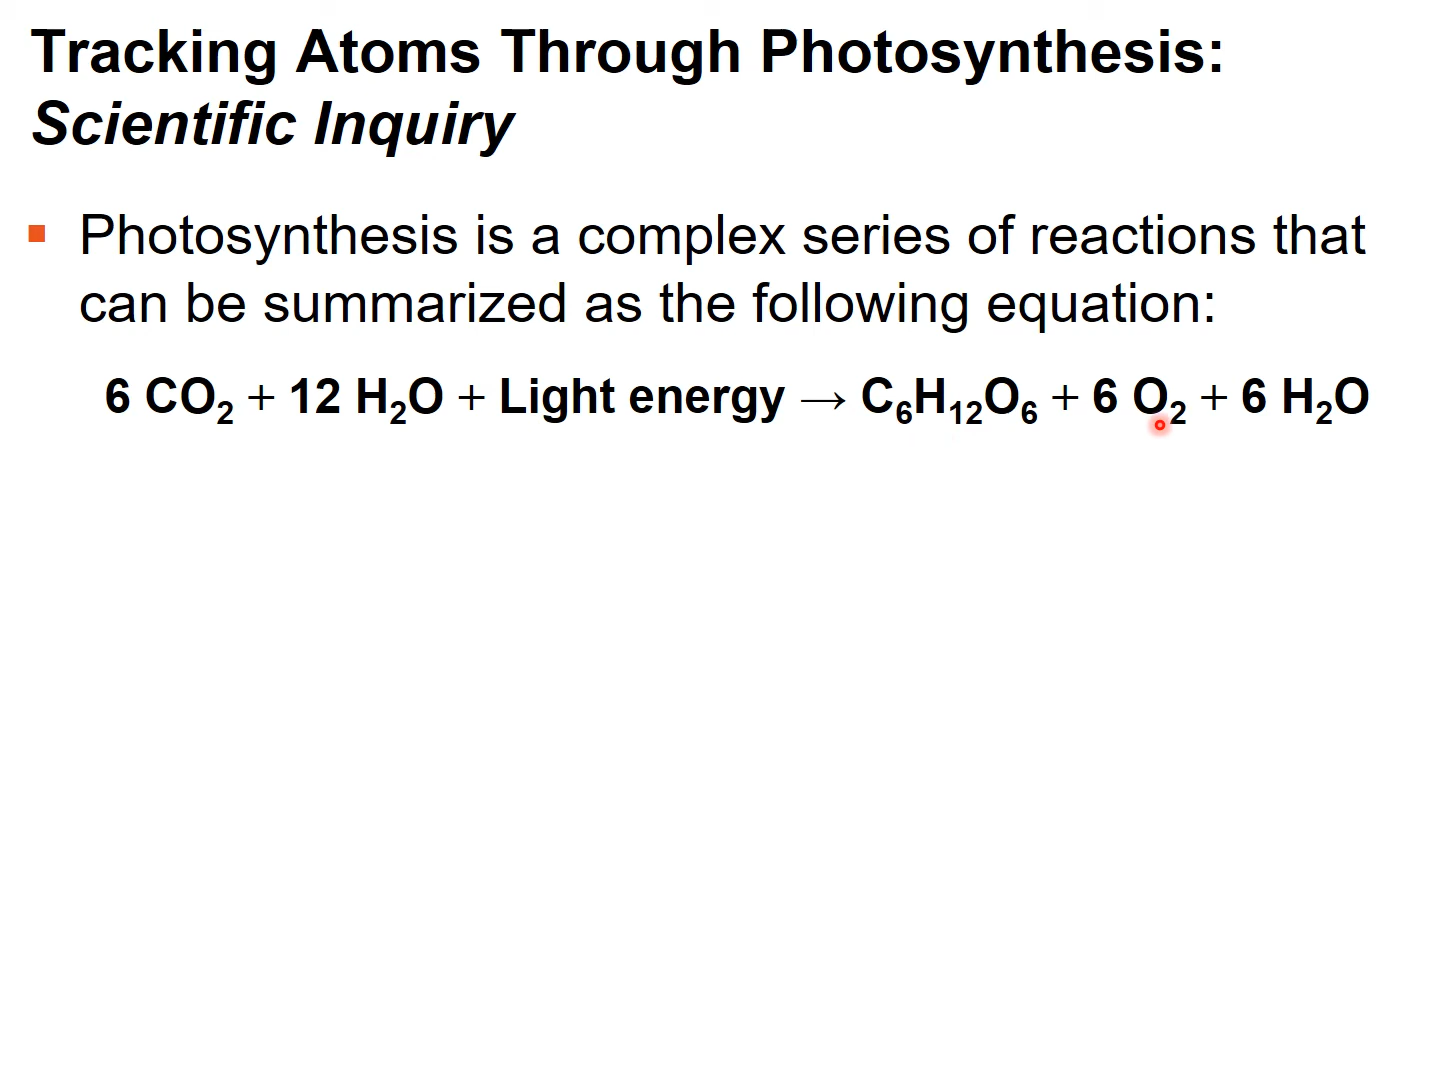 Tracking Atoms Through Photosynthesis:
Scientific Inquiry
Photosynthesis is a complex series of reactions that
can be summarized as the following equation:
6 CO₂ + 12 H₂O + Light energy → C₆H₁₂O₆ + 6 O₂ + 6 H₂O